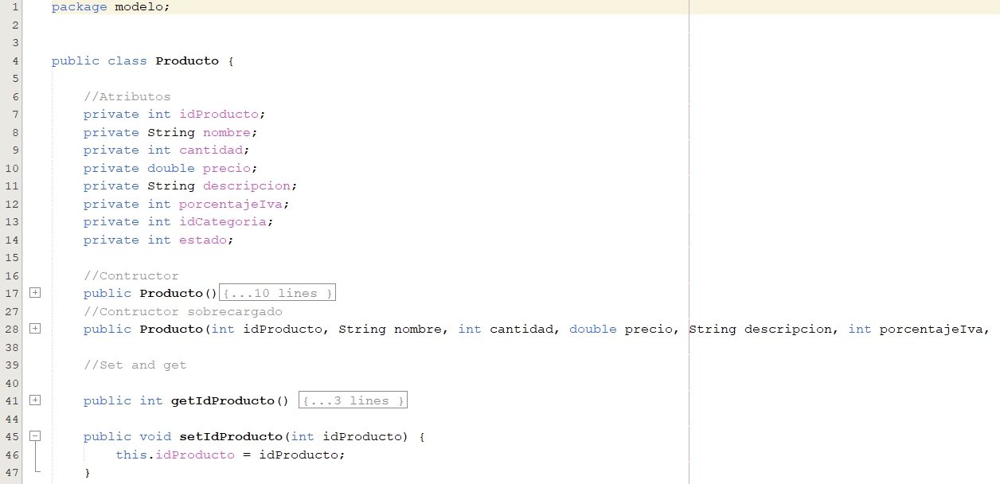 1 package modelo;
2
3
4 public class Producto {
5
6 //Atributos
7 private int idProducto;
8 private String nombre;
9 private int cantidad;
10 private double precio;
11 private String descripcion;
12 private int porcentajeIva;
13 private int idCategoria;
14 private int estado;
15
16 //Contructor
17 public Producto() {...10 lines }
27 //Contructor sobrecargado
28 public Producto(int idProducto, String nombre, int cantidad, double precio, String descripcion, int porcentajeIva,
38
39 //Set and get
40
41 public int getIdProducto() {...3 lines }
44
45 public void setIdProducto(int idProducto) {
46 this.idProducto = idProducto;
47 }